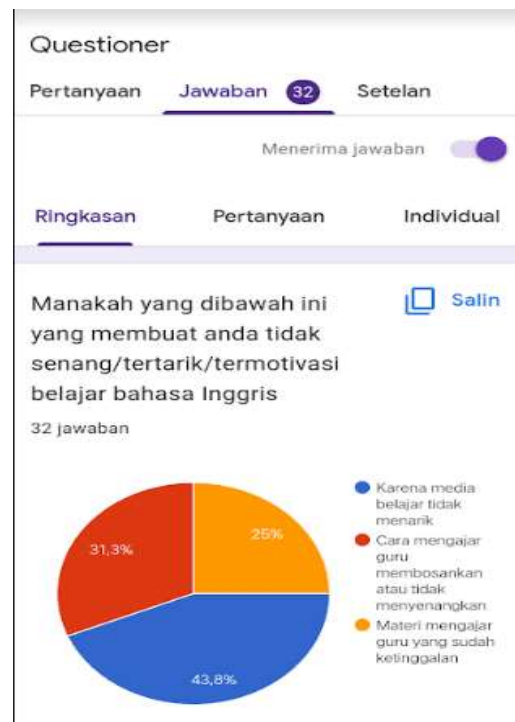 Questioner
Pertanyaan Jawaban 32 Setelan
Menerima jawaban
Ringkasan Pertanyaan Individual
Manakah yang dibawah ini
yang membuat anda tidak
senang/tertarik/termotivasi
belajar bahasa Inggris
Salin
32 jawaban
31,3%
25%
43,8%
Karena media
belajar tidak
menarik
Cara mengajar
guru
membosankan
atau tidak
menyenangkan
Materi mengajar
guru yang sudah
ketinggalan